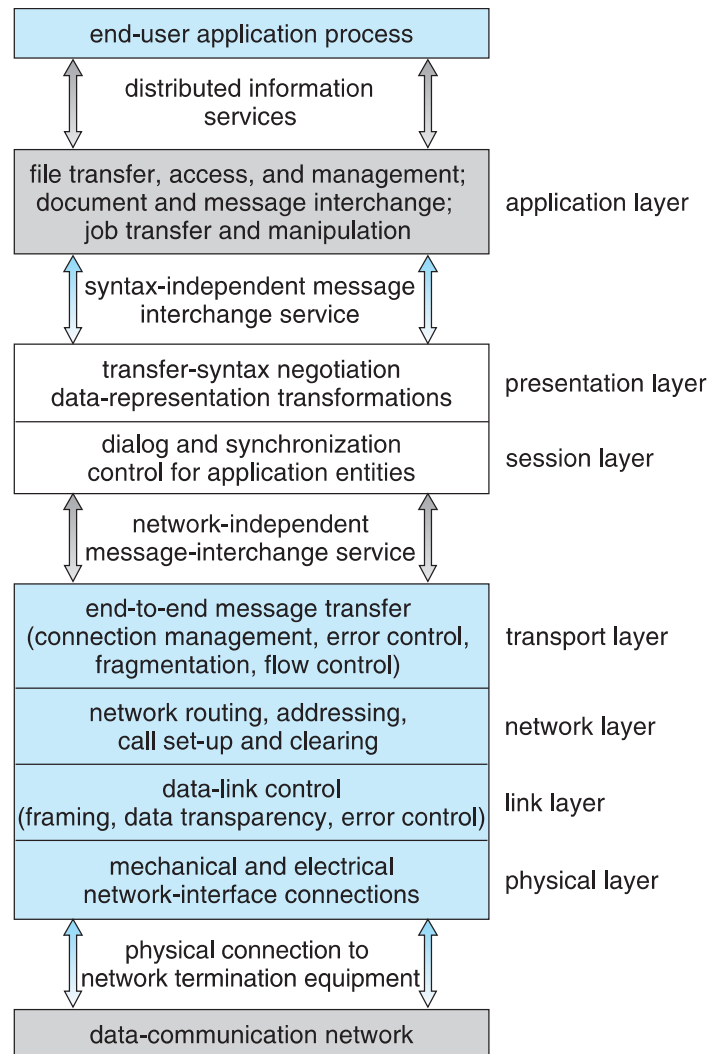 end-user application process
distributed information
services
file transfer, access, and management;
document and message interchange;
job transfer and manipulation
application layer
syntax-independent message
interchange service
transfer-syntax negotiation
data-representation transformations
presentation layer
dialog and synchronization
control for application entities
session layer
network-independent
message-interchange service
end-to-end message transfer
(connection management, error control,
fragmentation, flow control)
transport layer
network routing, addressing,
call set-up and clearing
network layer
data-link control
(framing, data transparency, error control)
link layer
mechanical and electrical
network-interface connections
physical layer
physical connection to
network termination equipment
data-communication network